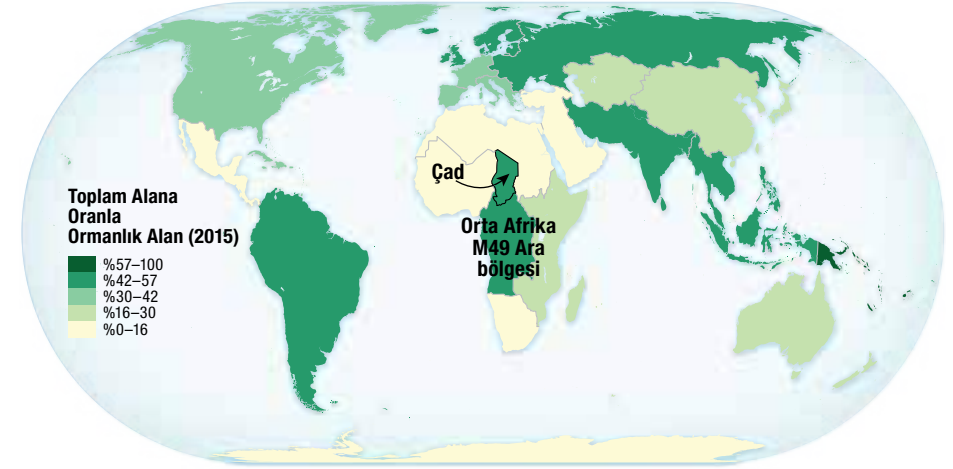 Çad
Orta Afrika
M49 Ara
bölgesi
Toplam Alana
Oranla
Ormanlık Alan (2015)
%57–100
%42–57
%30–42
%16–30
%0–16